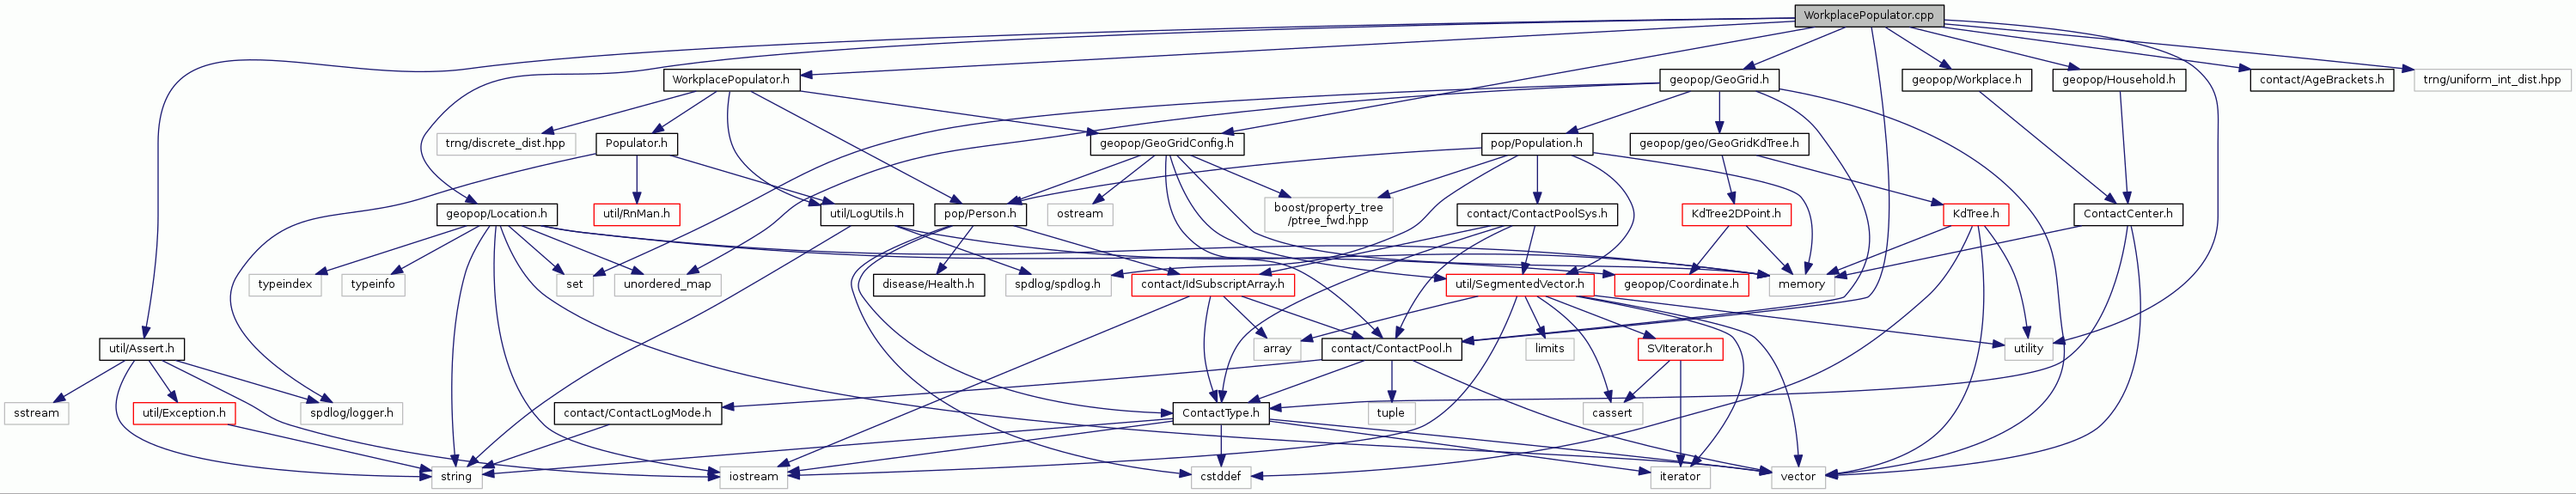 WorkplacePopulator.cpp
WorkplacePopulator.h
geopop/GeoGrid.h
geopop/Workplace.h
geopop/Household.h
contact/AgeBrackets.h
trng/uniform_int_dist.hpp
trng/discrete_dist.hpp
Populator.h
geopop/GeoGridConfig.h
pop/Population.h
geopop/geo/GeoGridKdTree.h
geopop/Location.h
util/RnMan.h
util/LogUtils.h
pop/Person.h
ostream
boost/property_tree
/ptree_fwd.hpp
contact/ContactPoolSys.h
KdTree2DPoint.h
KdTree.h
ContactCenter.h
typeindex
typeinfo
set
unordered_map
disease/Health.h
spdlog/spdlog.h
contact/IdSubscriptArray.h
util/SegmentedVector.h
geopop/Coordinate.h
memory
util/Assert.h
array
contact/ContactPool.h
limits
SVIterator.h
utility
sstream
util/Exception.h
spdlog/logger.h
contact/ContactLogMode.h
ContactType.h
tuple
cassert
string
iostream
cstddef
iterator
vector